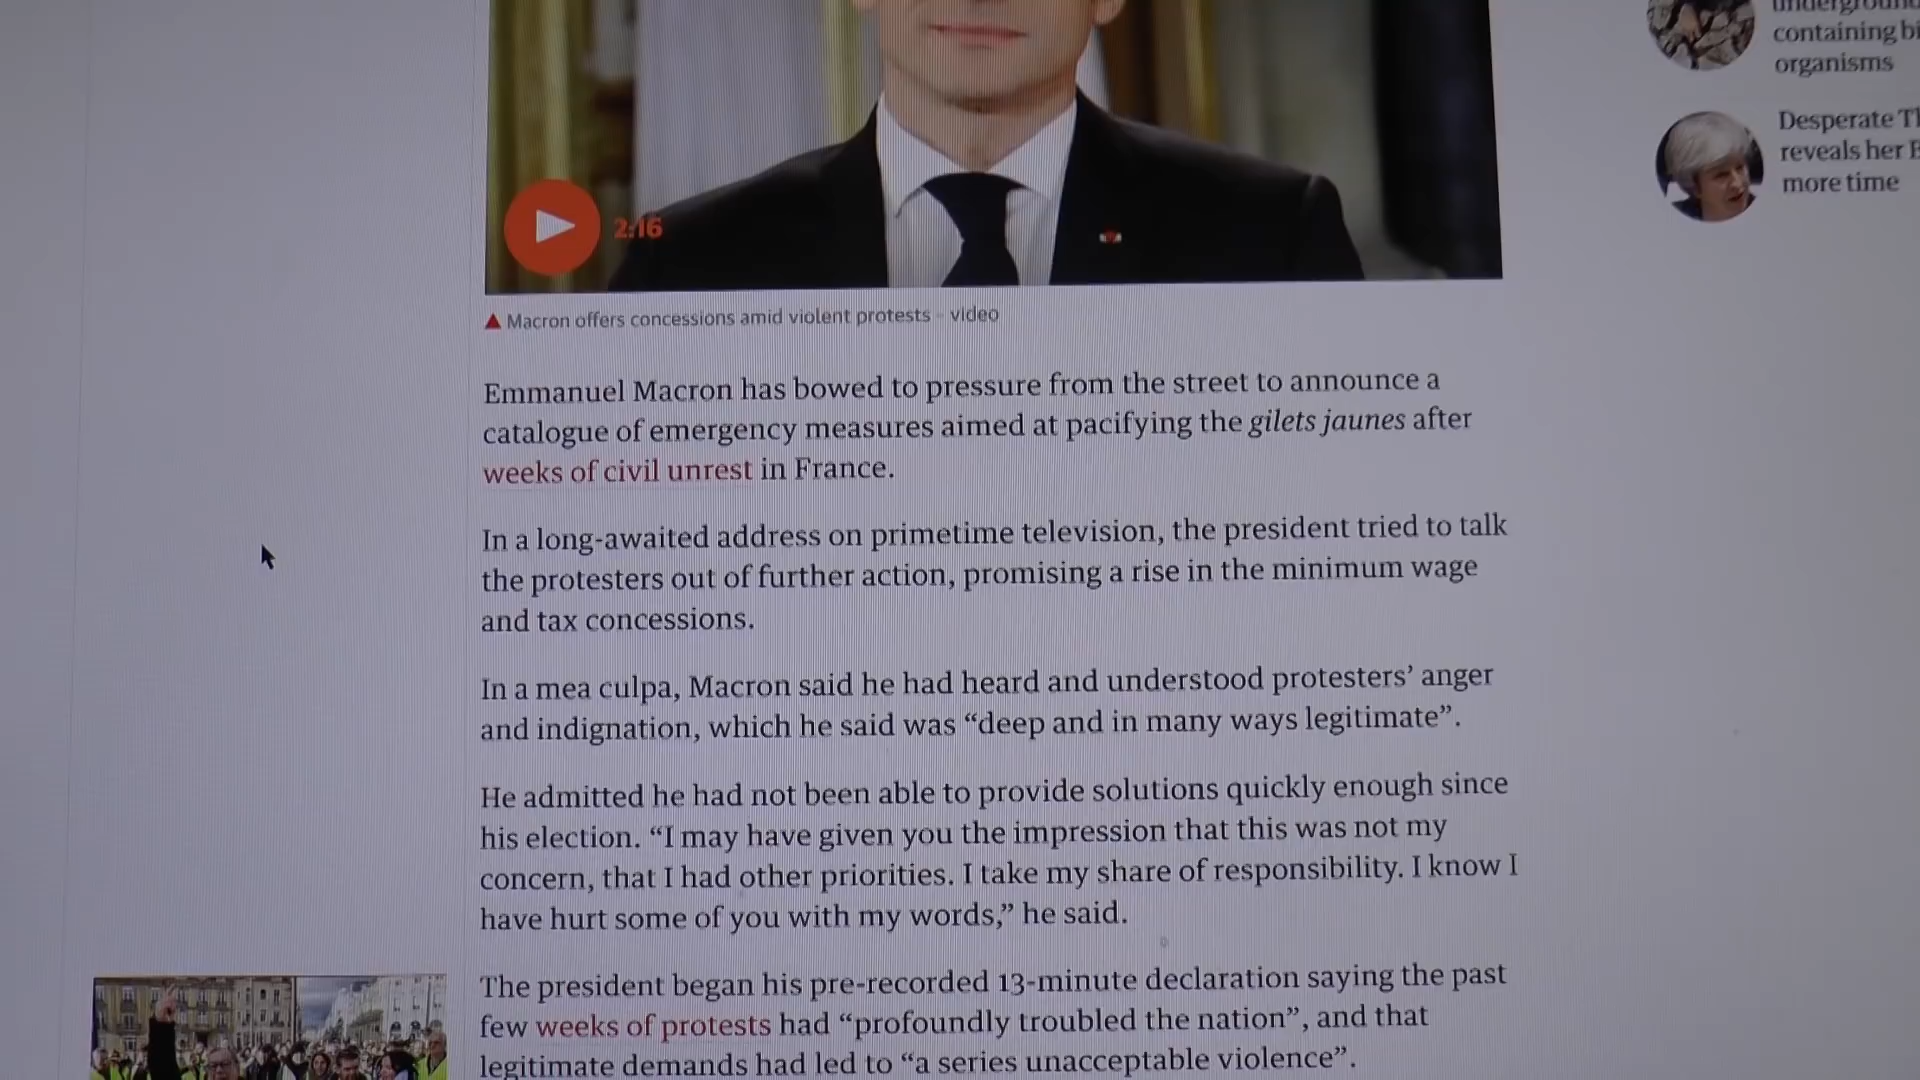 containing
organisms
Desperate
reveals her
more time
2:16
Macron offers concessions amid violent protests - video
Emmanuel Macron has bowed to pressure from the street to announce a
catalogue of emergency measures aimed at pacifying the gilets jaunes after
weeks of civil unrest in France.
In a long-awaited address on primetime television, the president tried to talk
the protesters out of further action, promising a rise in the minimum wage
and tax concessions.
In a mea culpa, Macron said he had heard and understood protesters’ anger
and indignation, which he said was “deep and in many ways legitimate”.
He admitted he had not been able to provide solutions quickly enough since
his election. “I may have given you the impression that this was not my
concern, that I had other priorities. I take my share of responsibility. I know I
have hurt some of you with my words,” he said.
The president began his pre-recorded 13-minute declaration saying the past
few weeks of protests had “profoundly troubled the nation”, and that
legitimate demands had led to “a series unacceptable violence”.